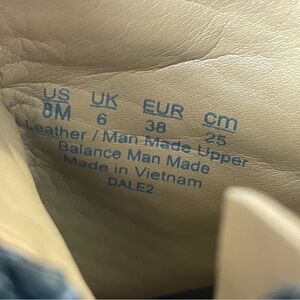 US UK EUR cm
8M 6 38 25
Leather / Man Made Upper
Balance Man Made
Made in Vietnam
DALE2